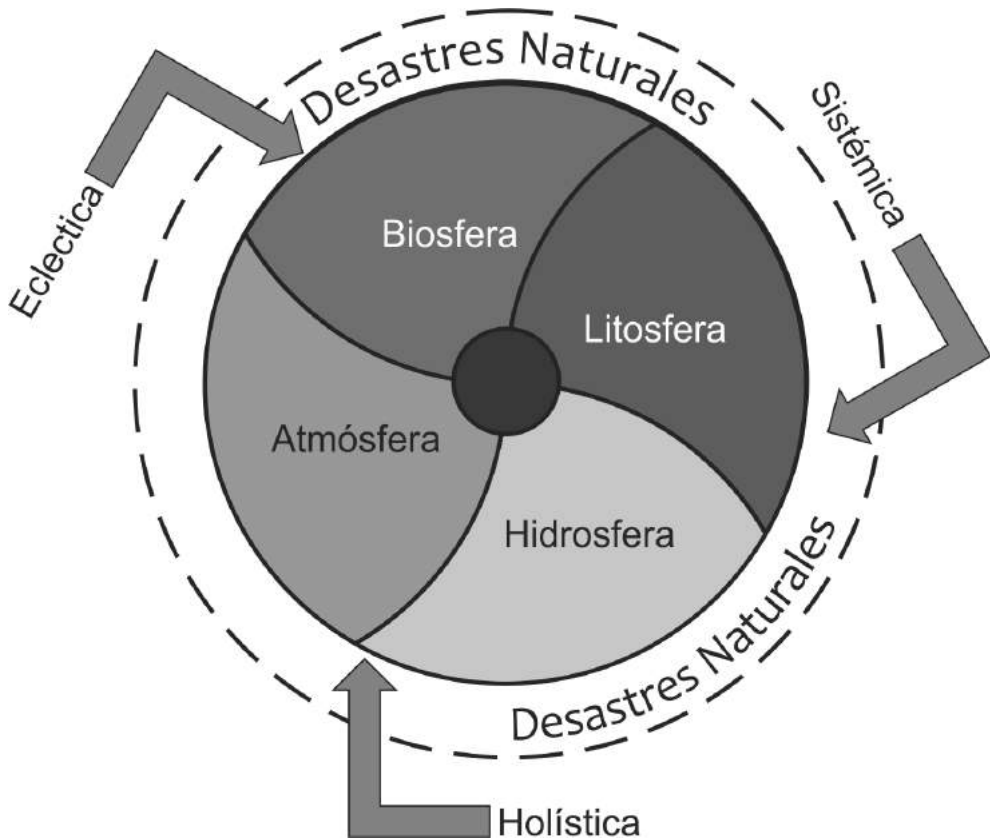 Desastres Naturales
Sistémica
Eclectica
Biosfera
Litosfera
Atmósfera
Hidrosfera
Desastres Naturales
Holística